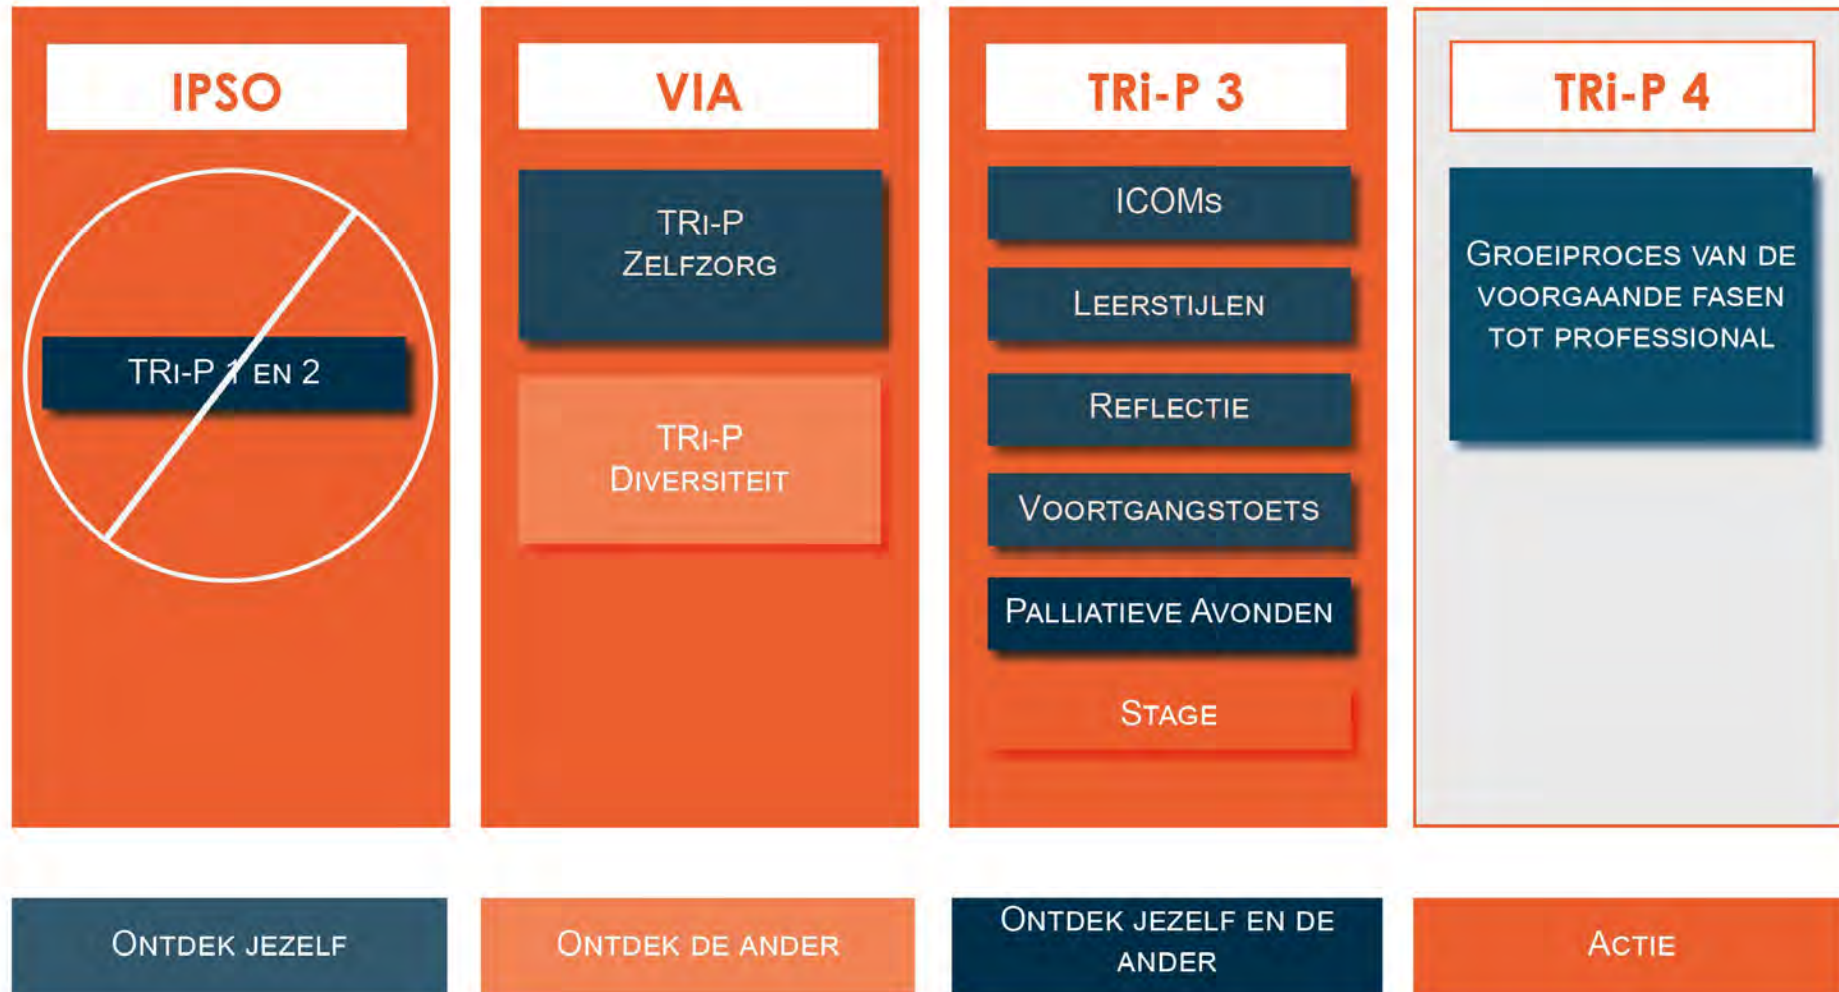 IPSO
TRI-P 1 EN 2
VIA
TRI-P
ZELFZORG
TRI-P
DIVERSITEIT
TRi-P 3
ICOMS
LEERSTIJLEN
REFLECTIE
VOORTGANGSTOETS
PALLIATIEVE AVONDEN
STAGE
TRi-P 4
GROEIPROCES VAN DE
VOORGAANDE FASEN
TOT PROFESSIONAL
ONTDEK JEZELF
ONTDEK DE ANDER
ONTDEK JEZELF EN DE
ANDER
ACTIE